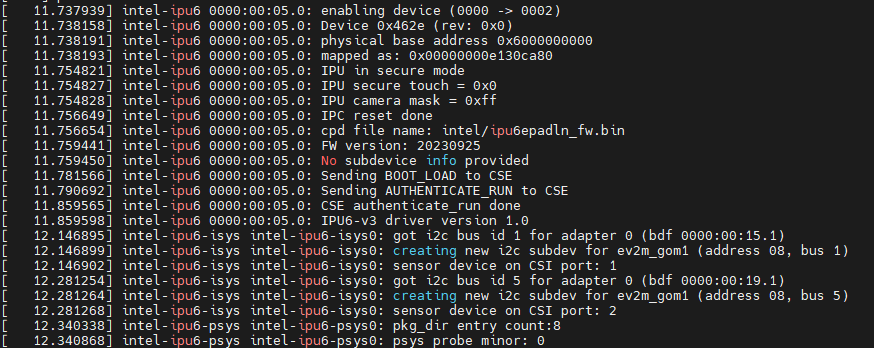 [   11.737939] intel-ipu6 0000:00:05.0: enabling device (0000 -> 0002)
[   11.738158] intel-ipu6 0000:00:05.0: Device 0x462e (rev: 0x0)
[   11.738191] intel-ipu6 0000:00:05.0: physical base address 0x6000000000
[   11.738193] intel-ipu6 0000:00:05.0: mapped as: 0x00000000e130ca80
[   11.754821] intel-ipu6 0000:00:05.0: IPU in secure mode
[   11.754827] intel-ipu6 0000:00:05.0: IPU secure touch = 0x0
[   11.754828] intel-ipu6 0000:00:05.0: IPU camera mask = 0xff
[   11.756649] intel-ipu6 0000:00:05.0: IPC reset done
[   11.756654] intel-ipu6 0000:00:05.0: cpd file name: intel/ipu6epadln_fw.bin
[   11.759441] intel-ipu6 0000:00:05.0: FW version: 20230925
[   11.759450] intel-ipu6 0000:00:05.0: No subdevice info provided
[   11.781566] intel-ipu6 0000:00:05.0: Sending BOOT_LOAD to CSE
[   11.790692] intel-ipu6 0000:00:05.0: Sending AUTHENTICATE_RUN to CSE
[   11.859565] intel-ipu6 0000:00:05.0: CSE authenticate_run done
[   11.859598] intel-ipu6 0000:00:05.0: IPU6-v3 driver version 1.0
[   12.146895] intel-ipu6-isys intel-ipu6-isys0: got i2c bus id 1 for adapter 0 (bdf 0000:00:15.1)
[   12.146899] intel-ipu6-isys intel-ipu6-isys0: creating new i2c subdev for ev2m_gom1 (address 08, bus 1)
[   12.146902] intel-ipu6-isys intel-ipu6-isys0: sensor device on CSI port: 1
[   12.281254] intel-ipu6-isys intel-ipu6-isys0: got i2c bus id 5 for adapter 0 (bdf 0000:00:19.1)
[   12.281264] intel-ipu6-isys intel-ipu6-isys0: creating new i2c subdev for ev2m_gom1 (address 08, bus 5)
[   12.281268] intel-ipu6-isys intel-ipu6-isys0: sensor device on CSI port: 2
[   12.340338] intel-ipu6-psys intel-ipu6-psys0: pkg_dir entry count:8
[   12.340868] intel-ipu6-psys intel-ipu6-psys0: psys probe minor: 0